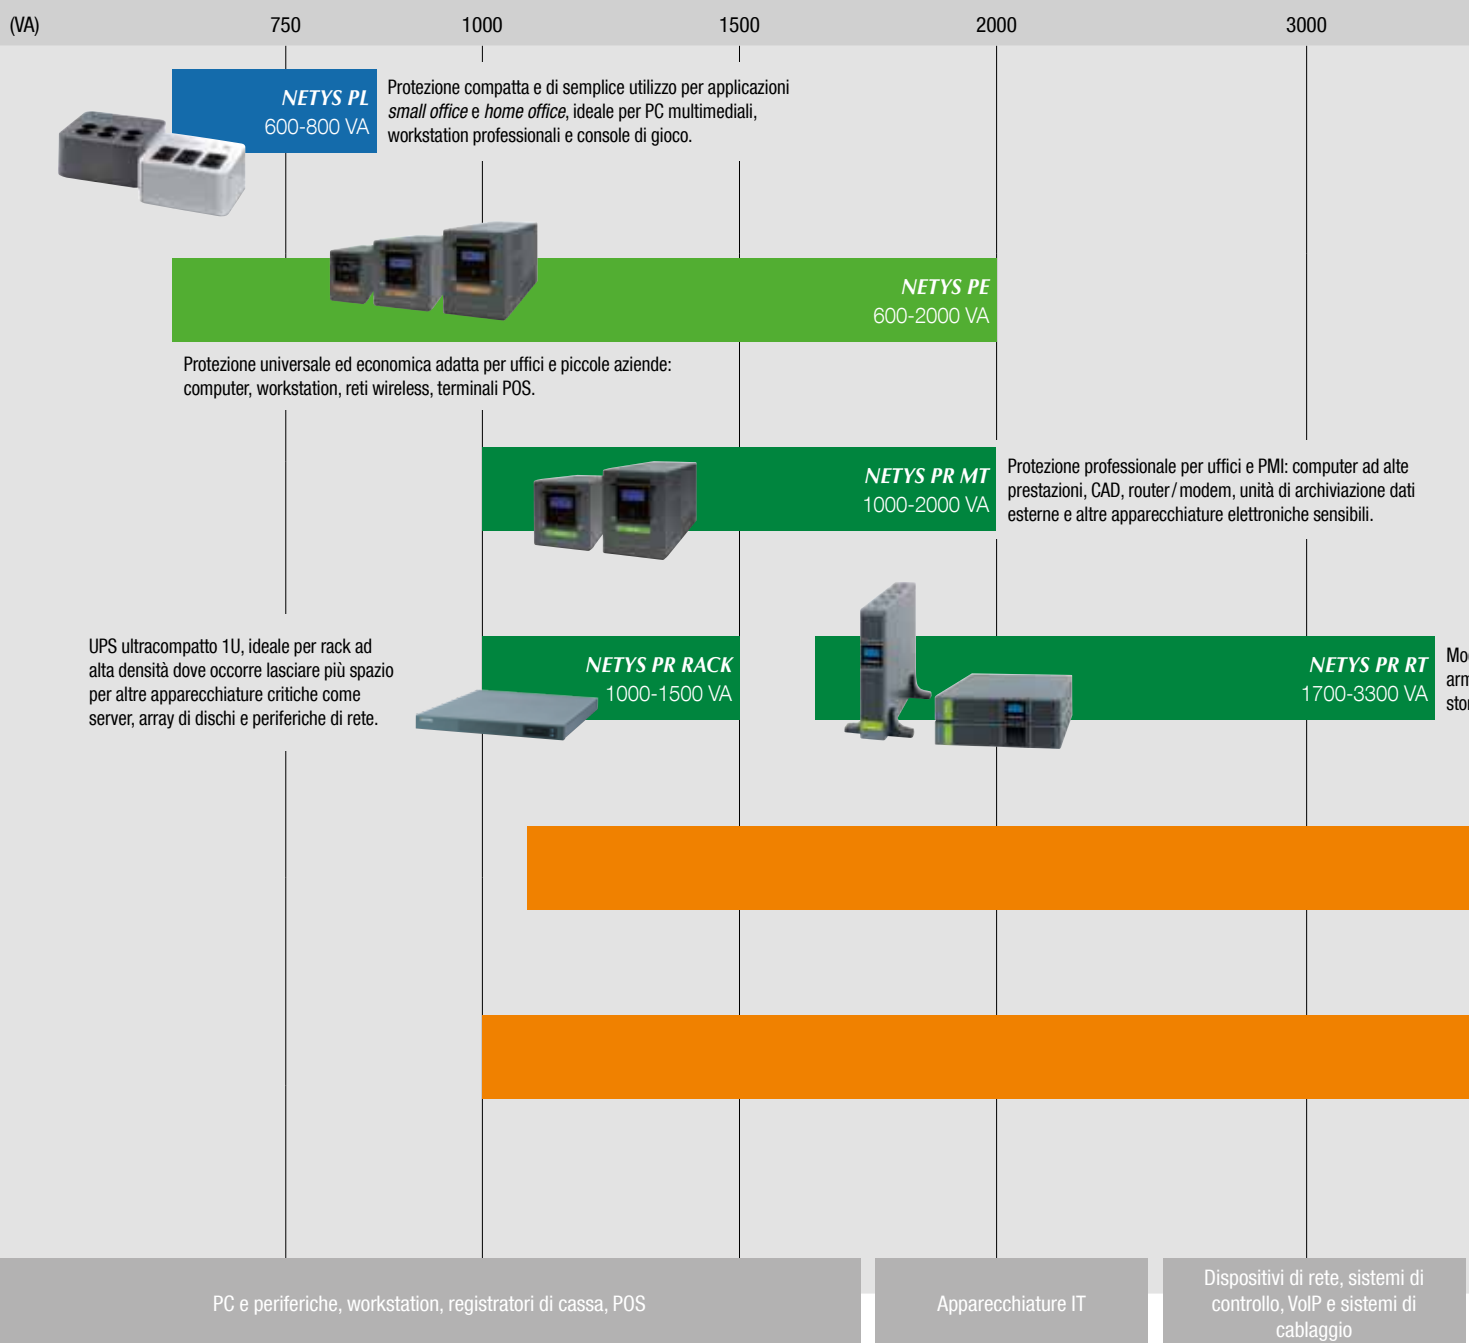 (VA) 750 1000 1500 2000 3000
NETYS PL
600-800 VA
Protezione compatta e di semplice utilizzo per applicazioni
small office e home office, ideale per PC multimediali,
workstation professionali e console di gioco.
NETYS PE
600-2000 VA
Protezione universale ed economica adatta per uffici e piccole aziende:
computer, workstation, reti wireless, terminali POS.
NETYS PR MT
1000-2000 VA
Protezione professionale per uffici e PMI: computer ad alte
prestazioni, CAD, router/modem, unità di archiviazione dati
esterne e altre apparecchiature elettroniche sensibili.
UPS ultracompatto 1U, ideale per rack ad
alta densità dove occorre lasciare più spazio
per altre apparecchiature critiche come
server, array di dischi e periferiche di rete.
NETYS PR RACK
1000-1500 VA
NETYS PR RT
1700-3300 VA
PC e periferiche, workstation, registratori di cassa, POS
Apparecchiature IT
Dispositivi di rete, sistemi di
controllo, VoIP e sistemi di
cablaggio